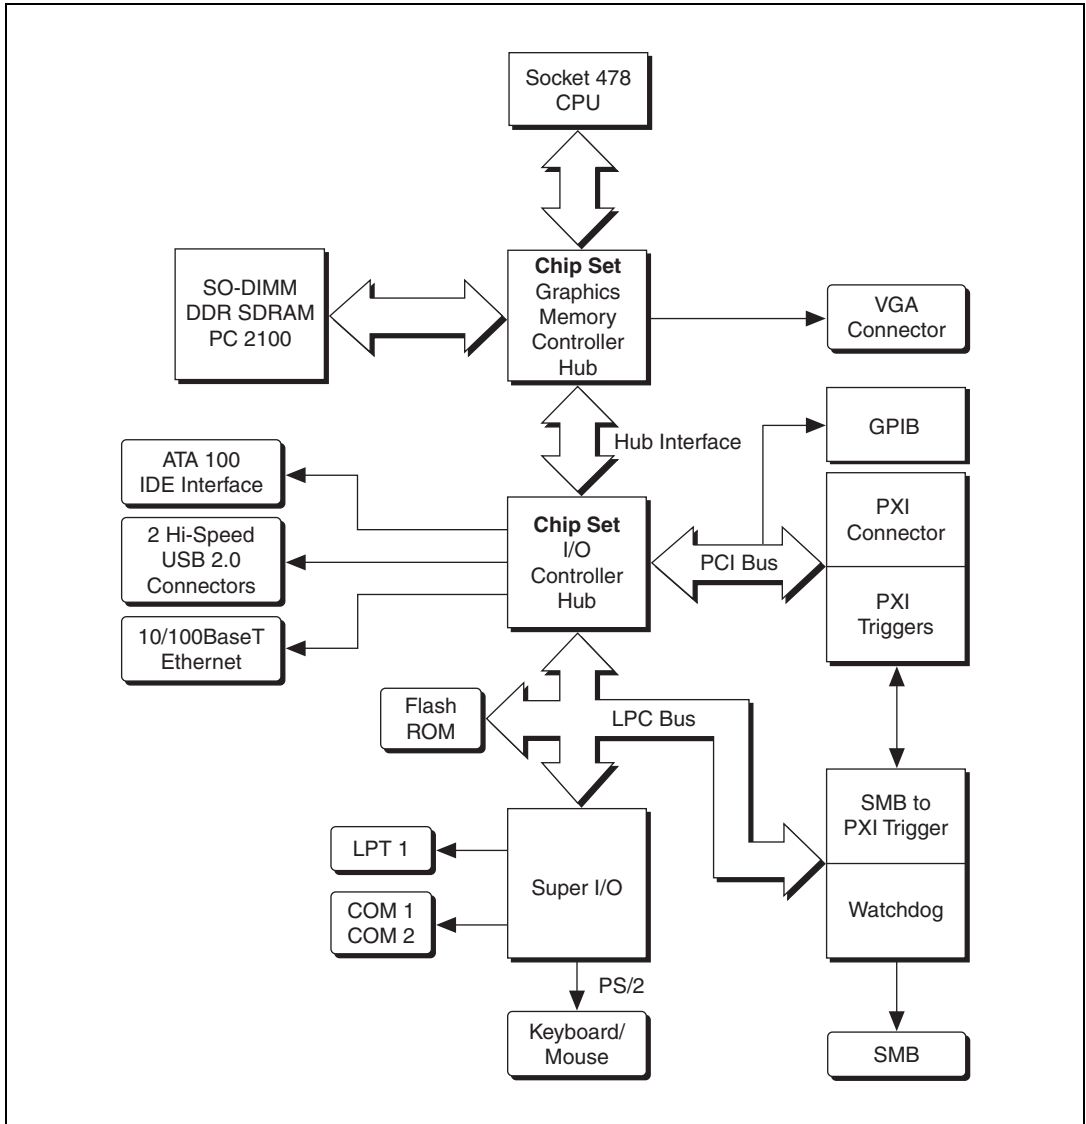 Socket 478
CPU
SO-DIMM
DDR SDRAM
PC 2100
Chip Set
Graphics
Memory
Controller
Hub
VGA
Connector
Hub Interface
GPIB
ATA 100
IDE Interface
2 Hi-Speed
USB 2.0
Connectors
10/100BaseT
Ethernet
Chip Set
I/O
Controller
Hub
PCI Bus
PXI
Connector
PXI
Triggers
Flash
ROM
LPC Bus
SMB to
PXI Trigger
Watchdog
LPT 1
COM 1
COM 2
Super I/O
PS/2
Keyboard/
Mouse
SMB